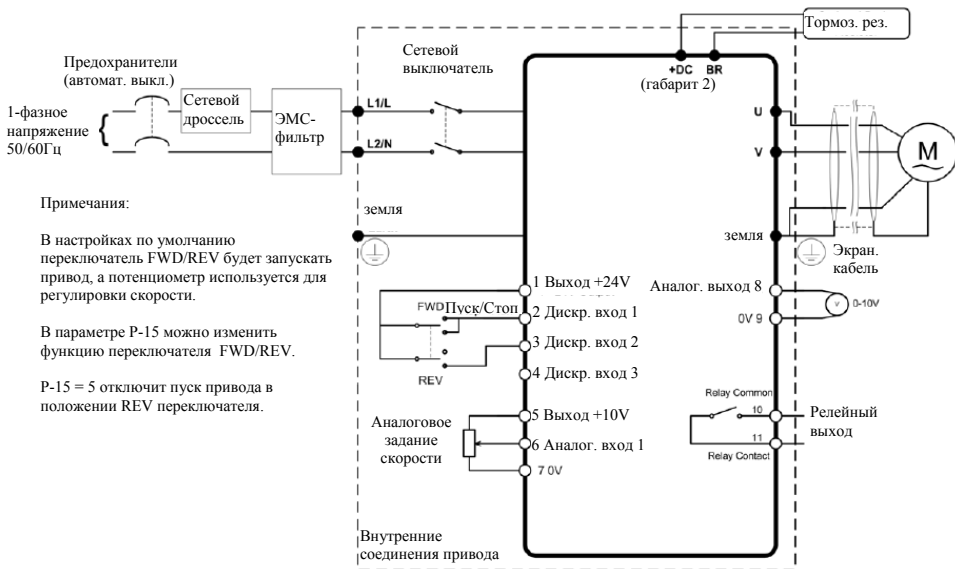 Тормоз. рез.
Предохранители
(автомат. выкл.)
Сетевой
выключатель
+DC BR
(габарит 2)
1-фазное
напряжение
50/60Гц
Сетевой
дроссель
ЭМС-
фильтр
L1/L
L2/N
U
V
M
Примечания:
В настройках по умолчанию
переключатель FWD/REV будет запускать
привод, а потенциометр используется для
регулировки скорости.
В параметре P-15 можно изменить
функцию переключателя FWD/REV.
P-15 = 5 отключит пуск привода в
положении REV переключателя.
земля
земля
Экран.
кабель
1 Выход +24V
FWD Пуск/Стоп
2 Дискр. вход 1
3 Дискр. вход 2
REV
4 Дискр. вход 3
Аналоговое
задание
скорости
5 Выход +10V
6 Аналог. вход 1
7 0V
Аналог. выход 8
V
0-10V
0V 9
Relay Common
10
11
Relay Contact
Релейный
выход
Внутренние
соединения привода